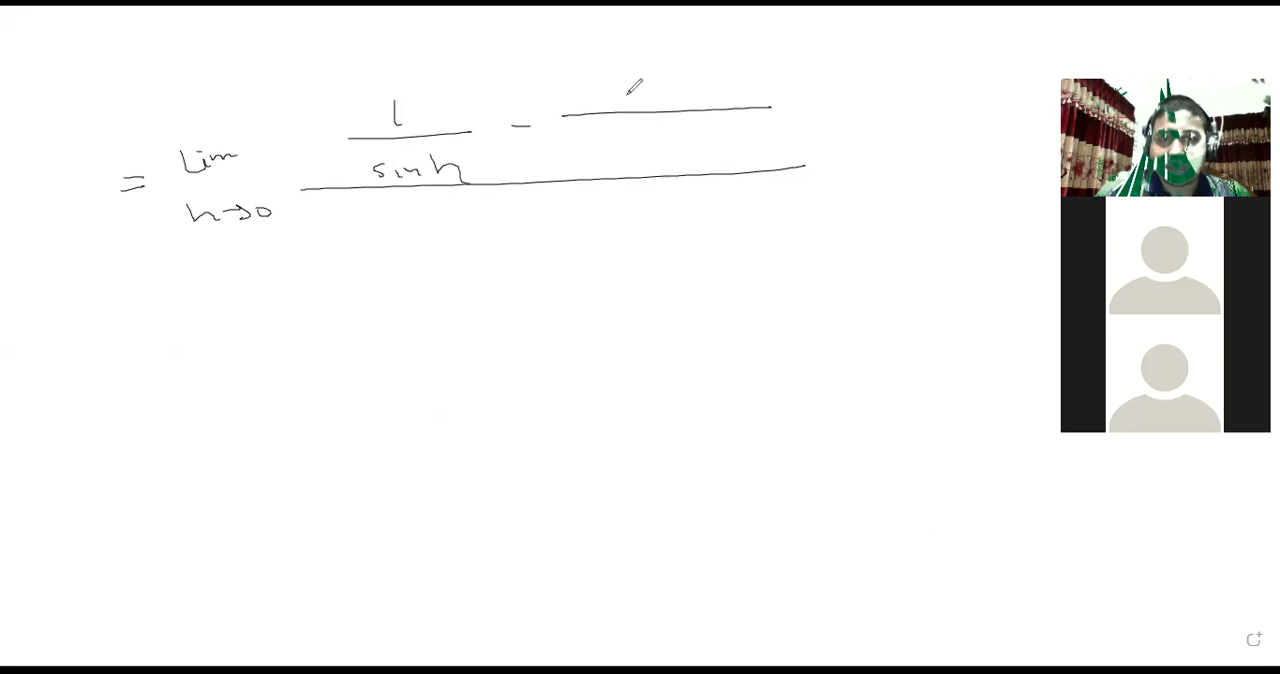 = Lim h→0 1/sinh -